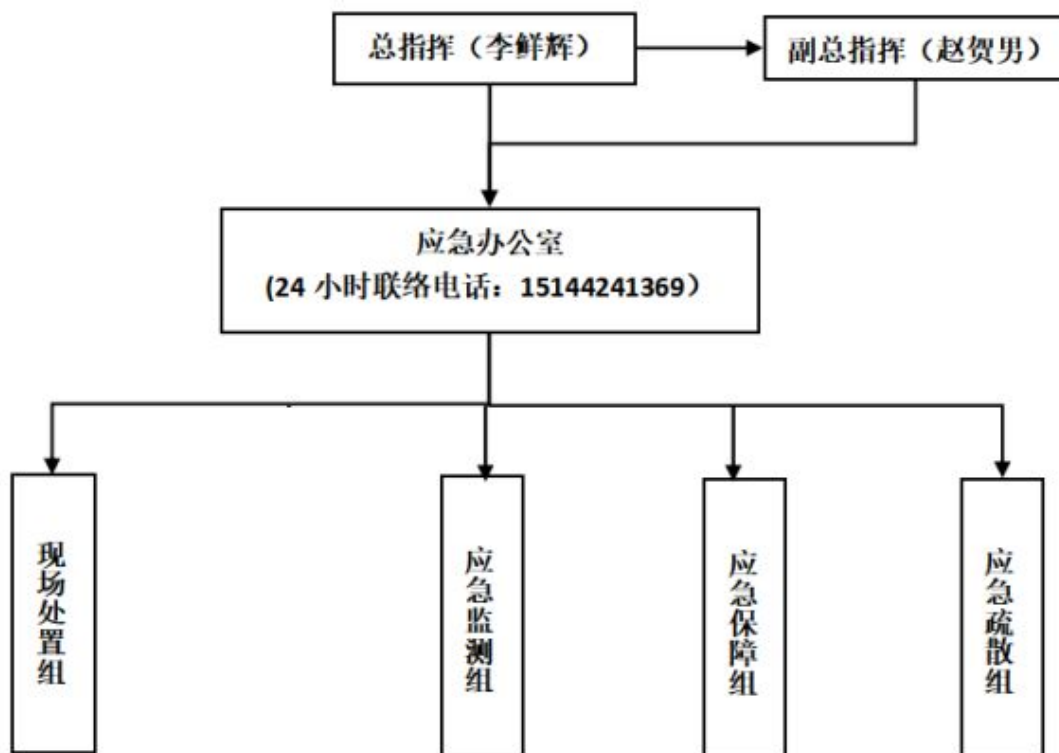 总指挥（李鲜辉）
副总指挥（赵贺男）
应急办公室
(24 小时联络电话：15144241369）
现场处置组
应急监测组
应急保障组
应急疏散组